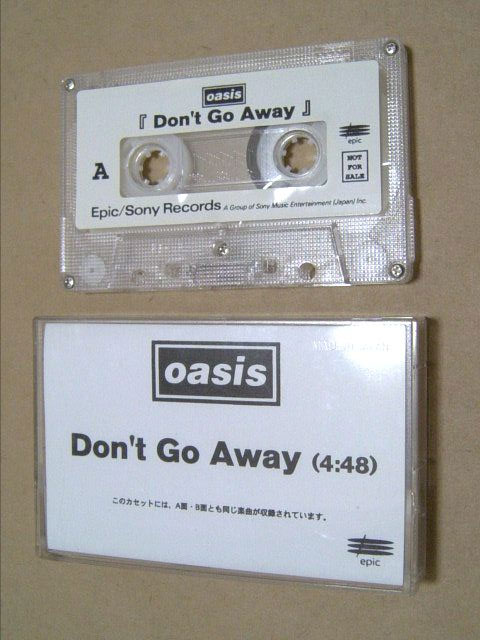 oasis
『 Don't Go Away 』
A
epic
NOT
FOR
SALE
Epic/Sony Records A Group of Sony Music Entertainment (Japan) Inc.
oasis
Don't Go Away (4:48)
このカセットには、A面・B面とも同じ楽曲が収録されています。
epic